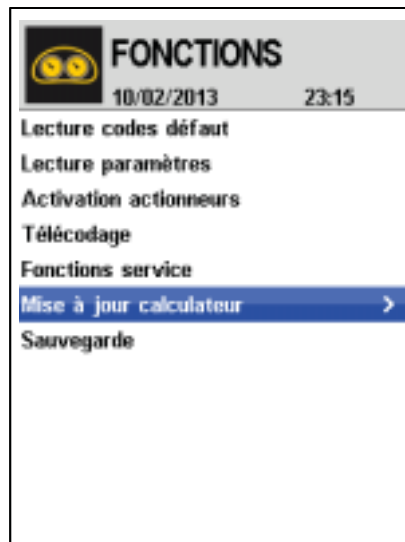 FONCTIONS
10/02/2013 23:15
Lecture codes défaut
Lecture paramètres
Activation actionneurs
Télécodage
Fonctions service
Mise à jour calculateur >
Sauvegarde